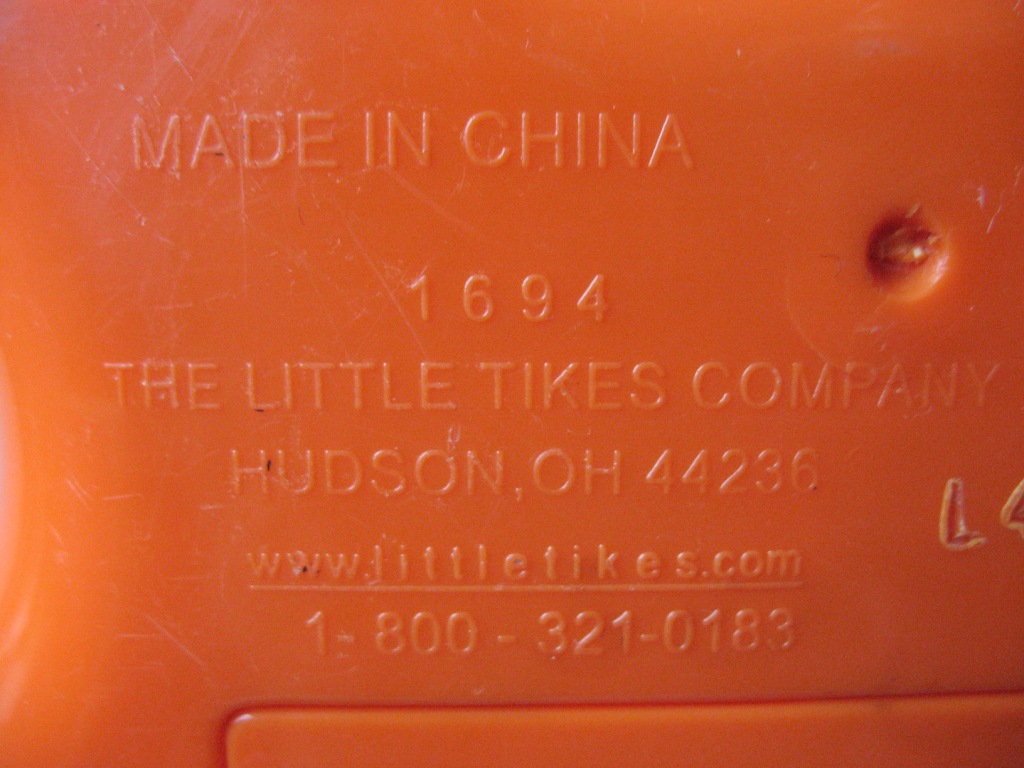 MADE IN CHINA
1694
THE LITTLE TIKES COMPANY
HUDSON, OH 44236
www.littletikes.com
1-800-321-0183